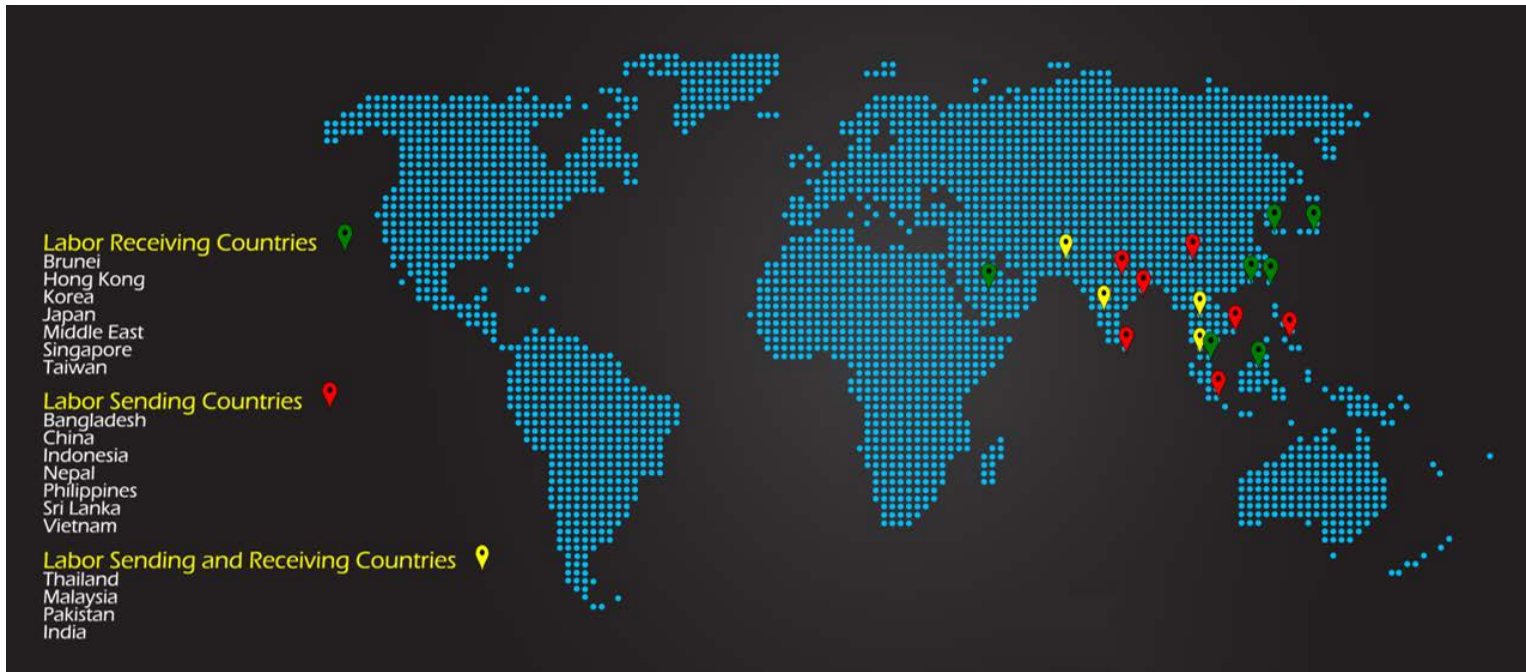 Labor Receiving Countries
Brunei
Hong Kong
Korea
Japan
Middle East
Singapore
Taiwan
Labor Sending Countries
Bangladesh
China
Indonesia
Nepal
Philippines
Sri Lanka
Vietnam
Labor Sending and Receiving Countries
Thailand
Malaysia
Pakistan
India